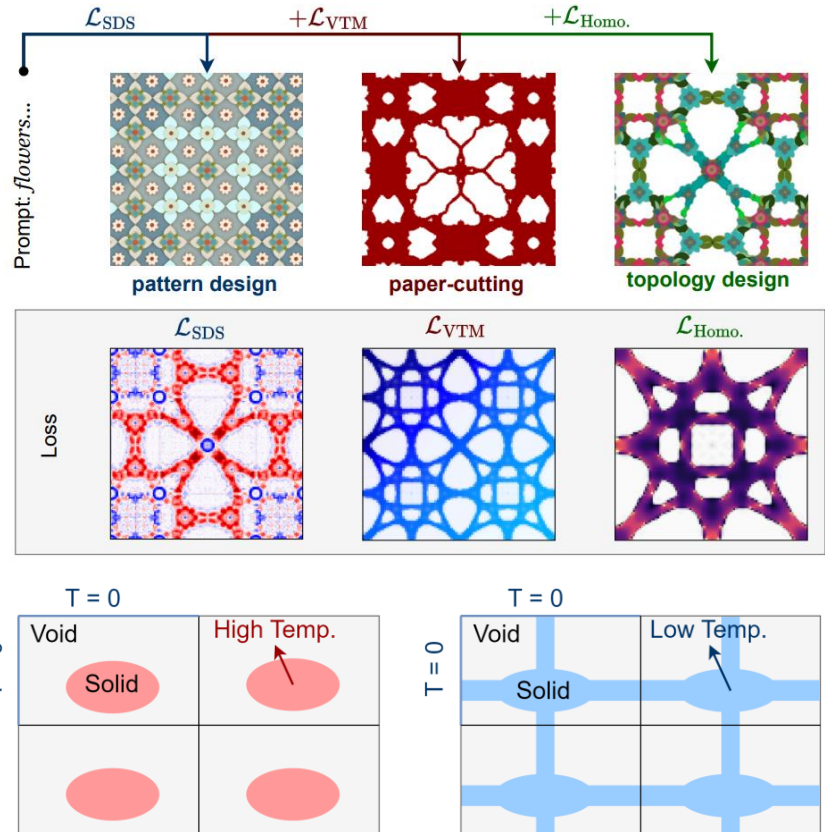 ℒSDS +ℒVTM +ℒHomo.
Prompt: flowers...
pattern design paper-cutting topology design
ℒSDS ℒVTM ℒHomo.
Loss
T = 0 T = 0
Void High Temp. Void Low Temp.
T = 0
Solid Solid